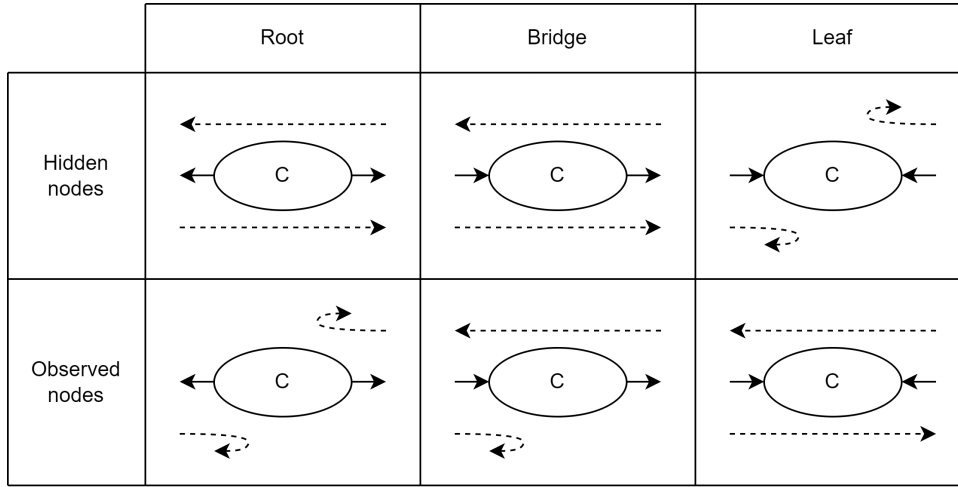 Root
Bridge
Leaf
Hidden
nodes
C
C
C
Observed
nodes
C
C
C